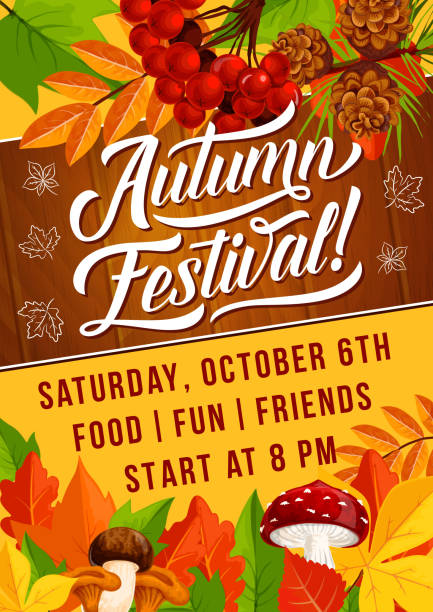 Autumn
Festival!
SATURDAY, OCTOBER 6TH
FOOD | FUN | FRIENDS
START AT 8 PM